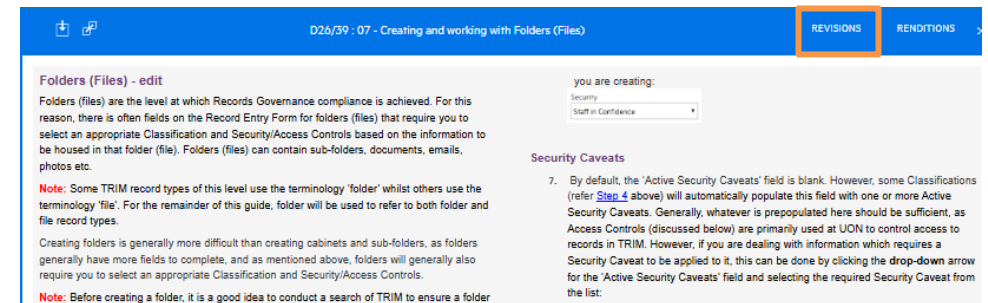 D26/39 : 07 - Creating and working with Folders (Files)
REVISIONS
RENDITIONS
Folders (Files) - edit
Folders (files) are the level at which Records Governance compliance is achieved. For this
reason, there is often fields on the Record Entry Form for folders (files) that require you to
select an appropriate Classification and Security/Access Controls based on the information to
be housed in that folder (file). Folders (files) can contain sub-folders, documents, emails,
photos etc.
Note: Some TRIM record types of this level use the terminology 'folder' whilst others use the
terminology 'file'. For the remainder of this guide, folder will be used to refer to both folder and
file record types.
Creating folders is generally more difficult than creating cabinets and sub-folders, as folders
generally have more fields to complete, and as mentioned above, folders will generally also
require you to select an appropriate Classification and Security/Access Controls.
Note: Before creating a folder, it is a good idea to conduct a search of TRIM to ensure a folder
you are creating:
Security
Staff in Confidence
Security Caveats
7. By default, the 'Active Security Caveats' field is blank. However, some Classifications
(refer Step 4 above) will automatically populate this field with one or more Active
Security Caveats. Generally, whatever is prepopulated here should be sufficient, as
Access Controls (discussed below) are primarily used at UON to control access to
records in TRIM. However, if you are dealing with information which requires a
Security Caveat to be applied to it, this can be done by clicking the drop-down arrow
for the 'Active Security Caveats' field and selecting the required Security Caveat from
the list: